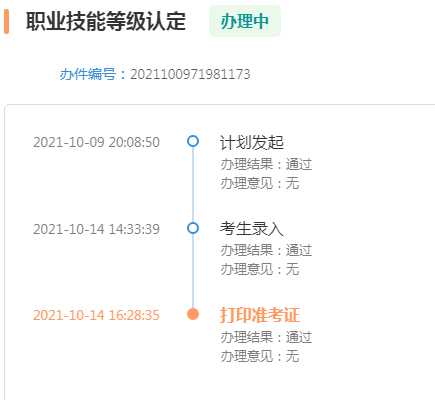 职业技能等级认定 办理中
办件编号：2021100971981173
2021-10-09 20:08:50 计划发起
办理结果：通过
办理意见：无
2021-10-14 14:33:39 考生录入
办理结果：通过
办理意见：无
2021-10-14 16:28:35 打印准考证
办理结果：通过
办理意见：无